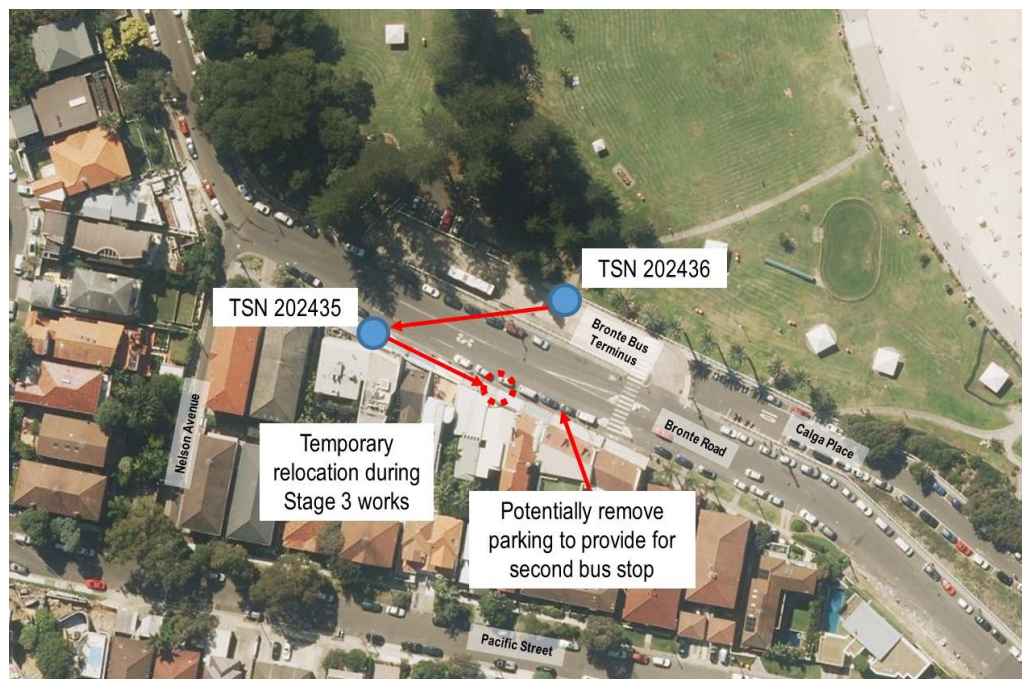 TSN 202436
TSN 202435
Bronte Bus
Terminus
Nelson Avenue
Bronte Road
Calga Place
Temporary
relocation during
Stage 3 works
Potentially remove
parking to provide for
second bus stop
Pacific Street